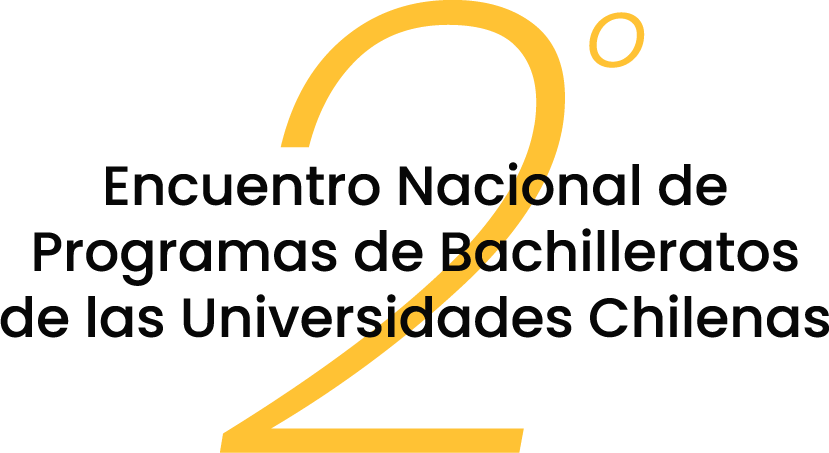 2°
Encuentro Nacional de
Programas de Bachilleratos
de las Universidades Chilenas